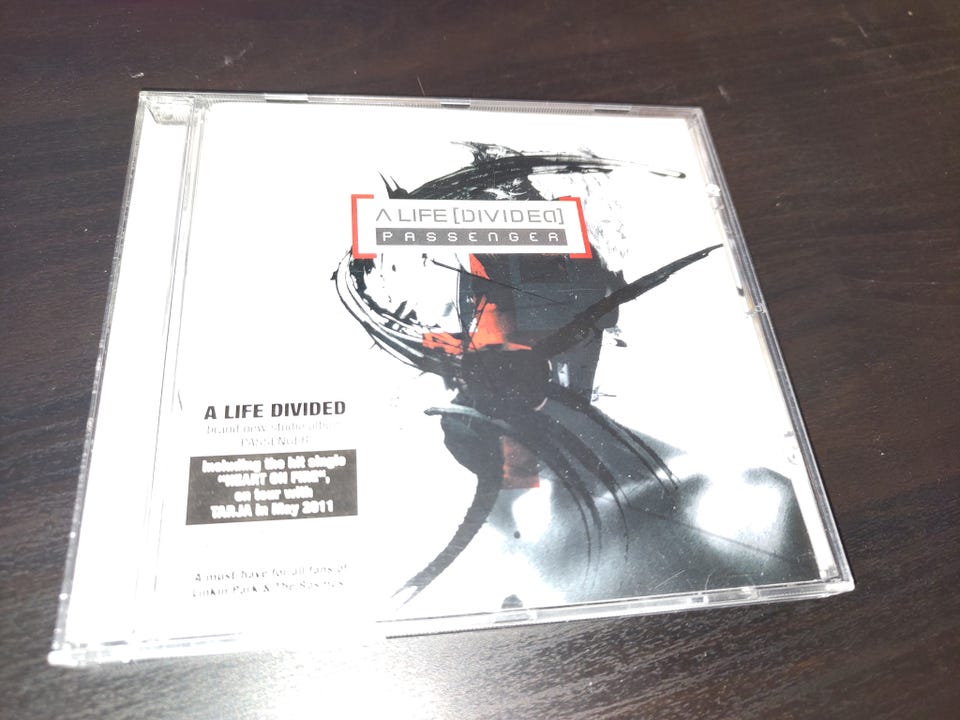 A LIFE [DIVIDED]
PASSENGER
A LIFE DIVIDED
brand new studio album
PASSENGER
Including the hit single
"HEART ON FIRE",
on tour with
TARJA in May 2011
A must-have for all fans of
Linkin Park & The Rasmus